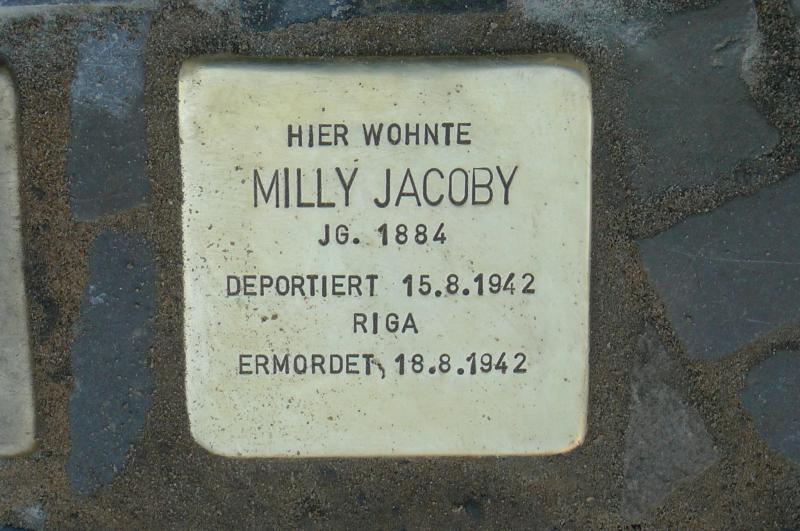 HIER WOHNTE
MILLY JACOBY
JG. 1884
DEPORTIERT 15.8.1942
RIGA
ERMORDET 18.8.1942